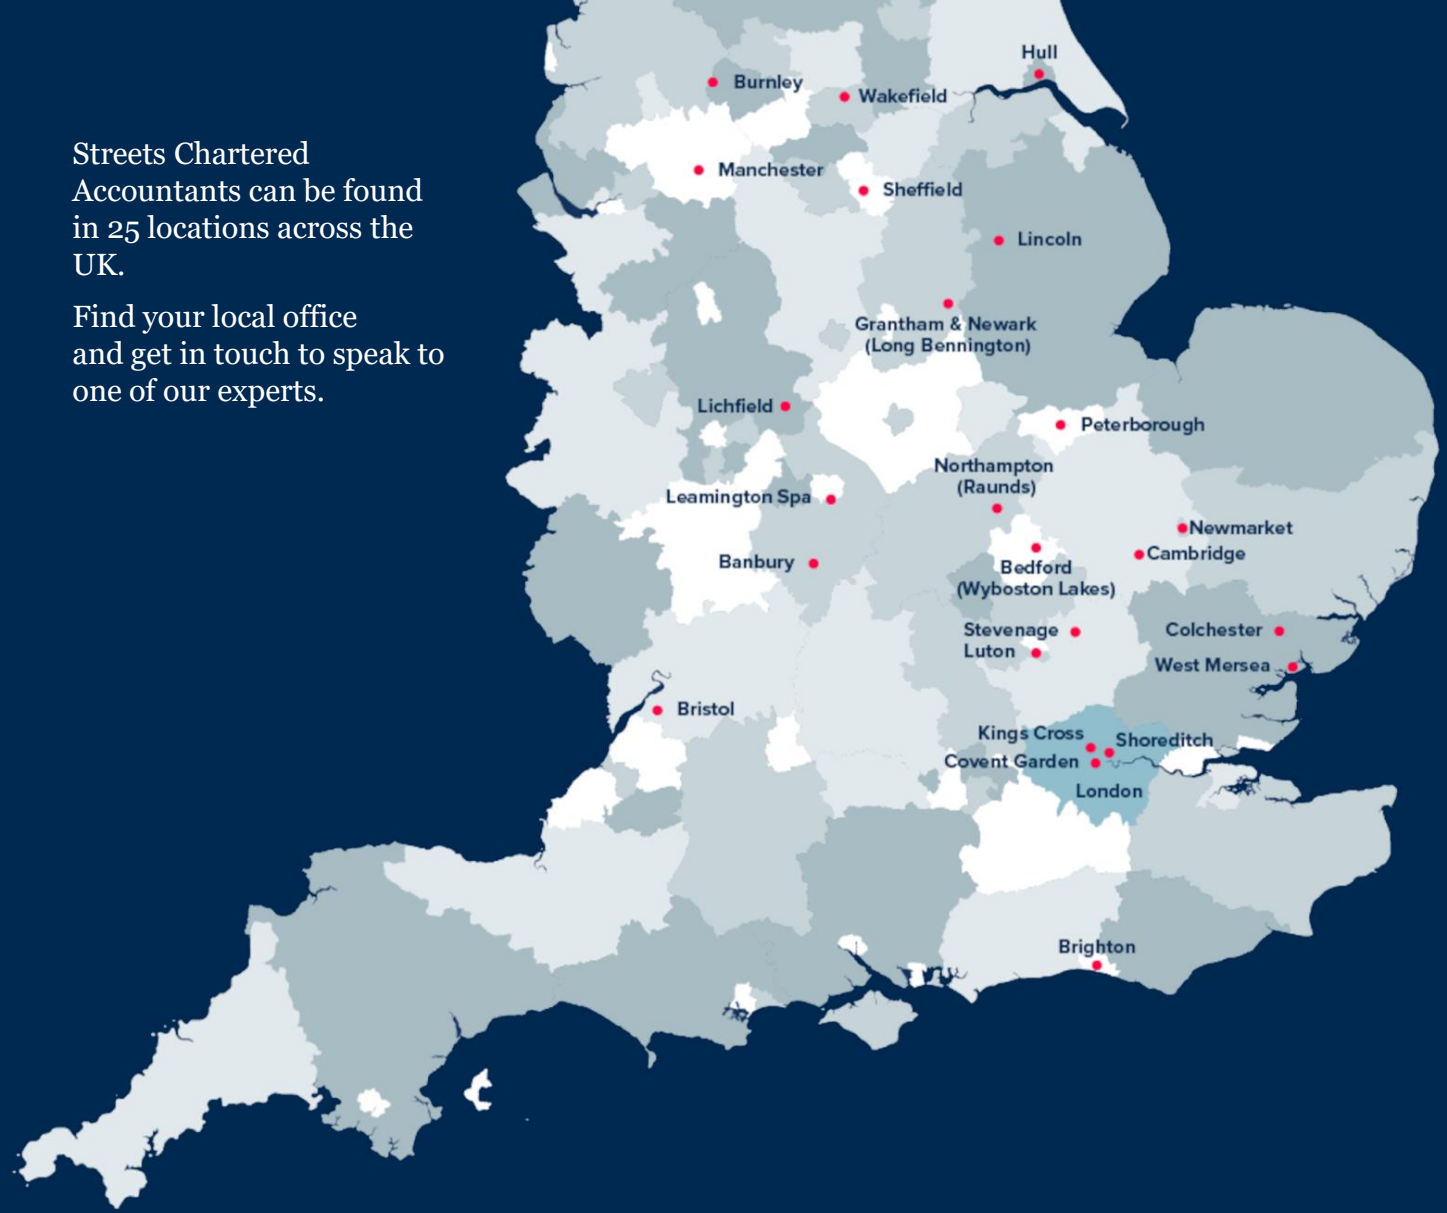 Streets Chartered
Accountants can be found
in 25 locations across the
UK.
Find your local office
and get in touch to speak to
one of our experts.
Hull
Burnley
Wakefield
Manchester
Sheffield
Lincoln
Grantham & Newark
(Long Bennington)
Lichfield
Peterborough
Northampton
(Raunds)
Leamington Spa
Newmarket
Cambridge
Banbury
Bedford
(Wyboston Lakes)
Stevenage
Colchester
Luton
West Mersea
Bristol
Kings Cross
Shoreditch
Covent Garden
London
Brighton